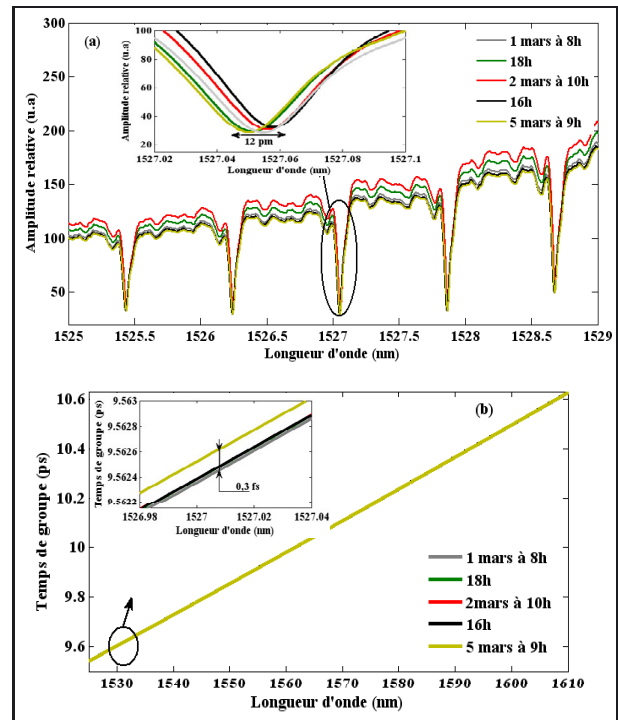 (a)
Amplitude relative (u.a)
300
250
200
150
100
50
1525
1525.5
1526
1526.5
1527
1527.5
1528
1528.5
1529
Longueur d'onde (nm)
1 mars à 8h
18h
2 mars à 10h
16h
5 mars à 9h
Amplitude relative (u.a)
100
80
60
40
20
12 pm
1527.02
1527.04
1527.06
1527.08
1527.1
Longueur d'onde (nm)
(b)
Temps de groupe (ps)
10.6
10.4
10.2
10
9.8
9.6
1530
1540
1550
1560
1570
1580
1590
1600
1610
Longueur d'onde (nm)
Temps de groupe (ps)
9.563
9.5628
9.5626
9.5624
9.5622
0,3 fs
1526.98
1527
1527.02
1527.04
Longueur d'onde (nm)
1 mars à 8h
18h
2mars à 10h
16h
5 mars à 9h